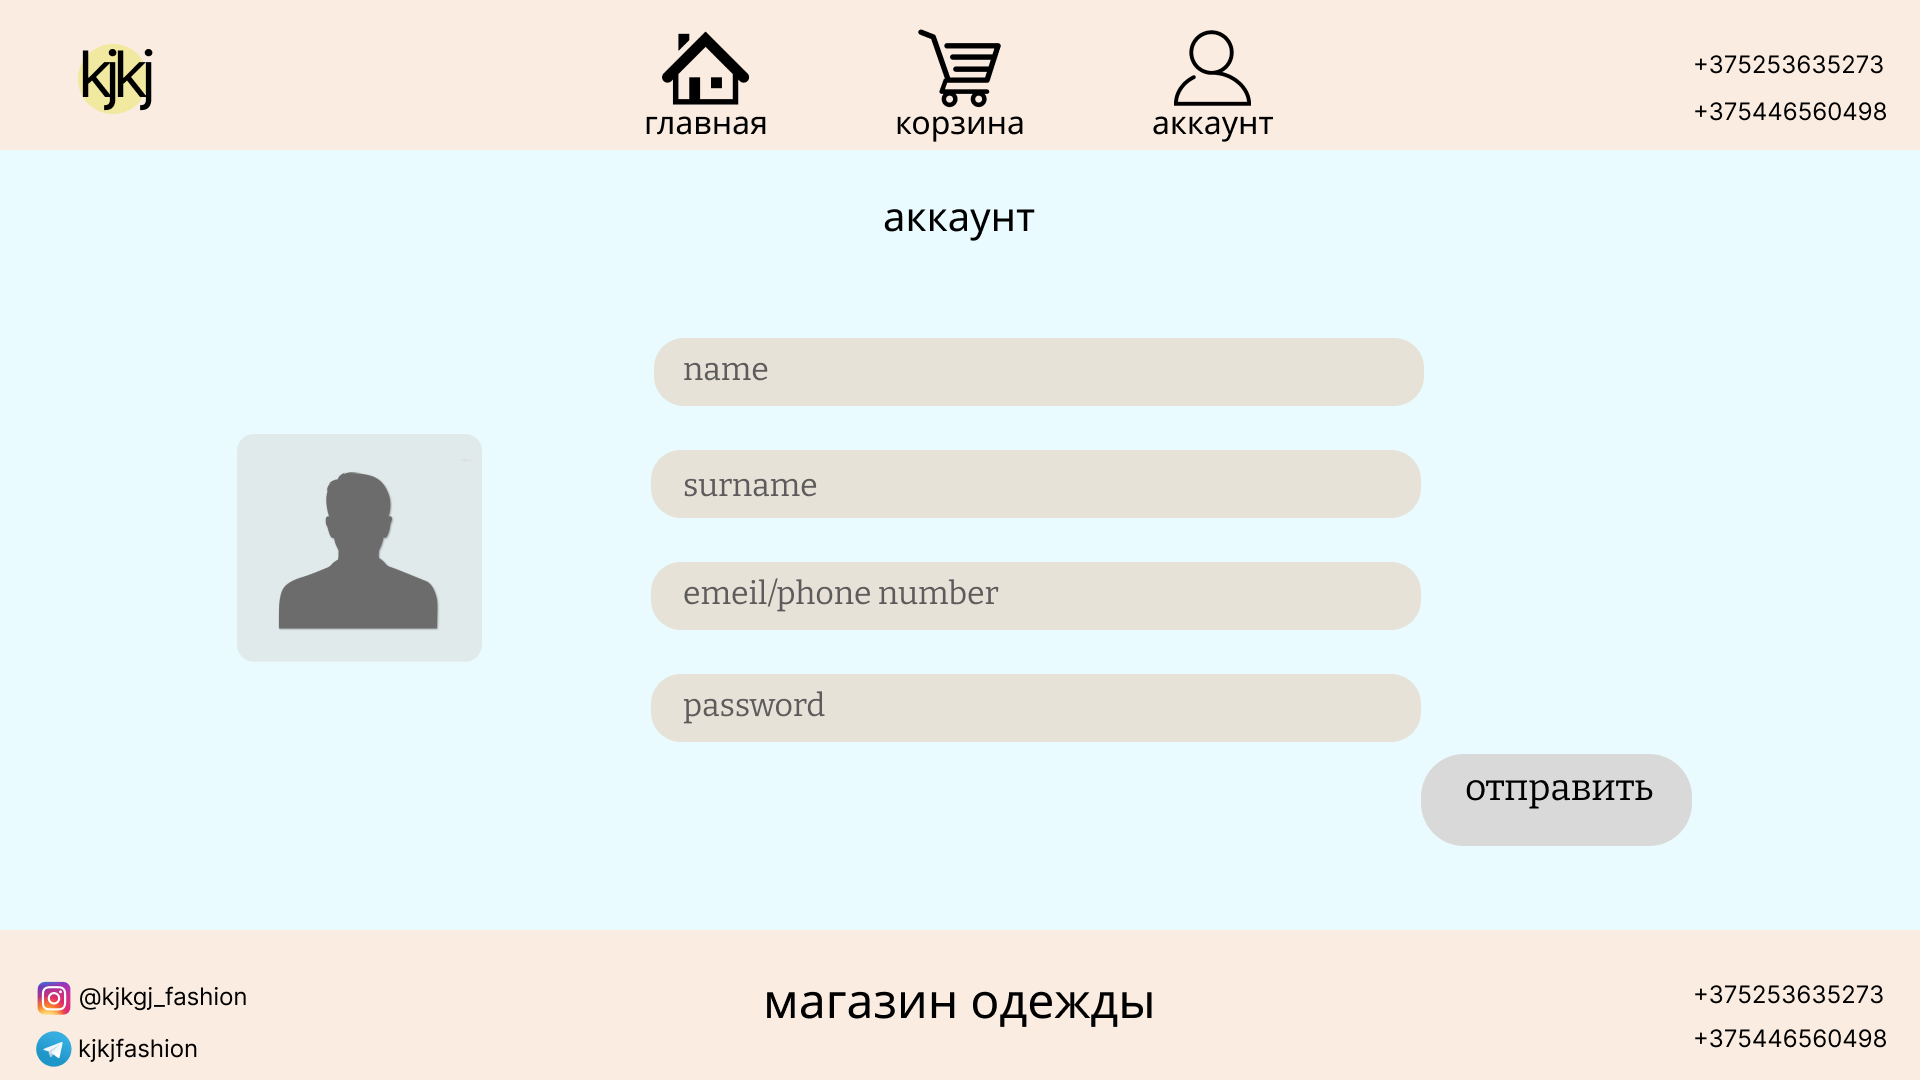 kjkj
главная
корзина
аккаунт
+375253635273
+375446560498
аккаунт
name
surname
emeil/phone number
password
отправить
@kjkgj_fashion
kjkjfashion
магазин одежды
+375253635273
+375446560498